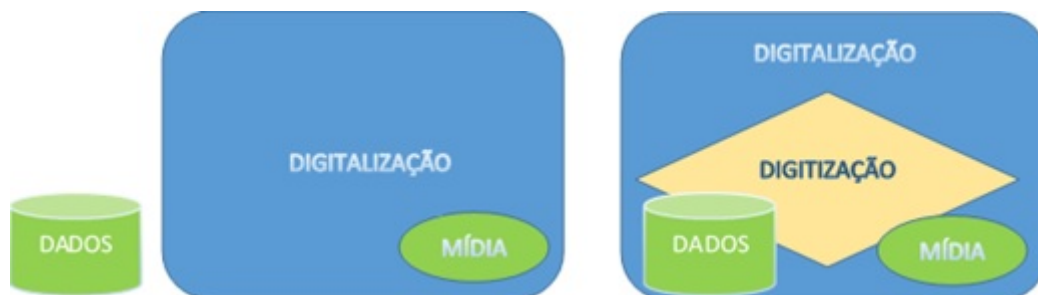 DIGITALIZAÇÃO
DADOS
MÍDIA
DIGITALIZAÇÃO
DIGITIZAÇÃO
DADOS
MÍDIA